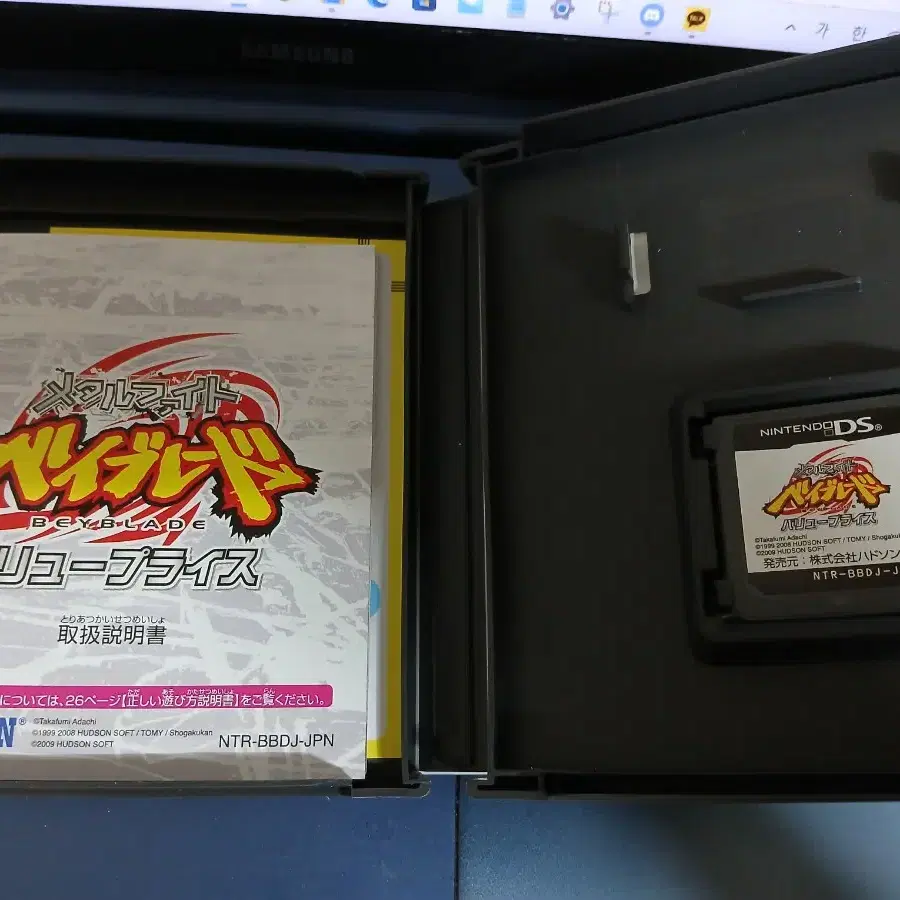 SAMSUNG
가
한
メタルファイト
ベイブレード
BEYBLADE
リュープライス
とりあつかいせつめいしょ
取扱説明書
については、26ページ【正しい遊び方説明書】をご覧ください。
©Takafumi Adachi
©1999 2008 HUDSON SOFT / TOMY / Shogakukan
©2009 HUDSON SOFT
NTR-BBDJ-JPN
NINTENDO DS®
メタルファイト
ベイブレード
バリュープライス
©Takafumi Adachi
©1999 2008 HUDSON SOFT / TOMY / Shogaku
©2009 HUDSON SOFT
発売元：株式会社ハドソン
NTR-BBDJ-J